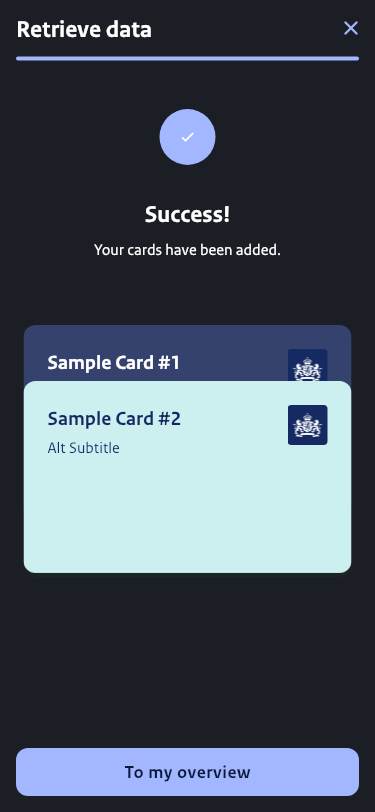 Retrieve data
Success!
Your cards have been added.
Sample Card #1
Sample Card #2
Alt Subtitle
To my overview